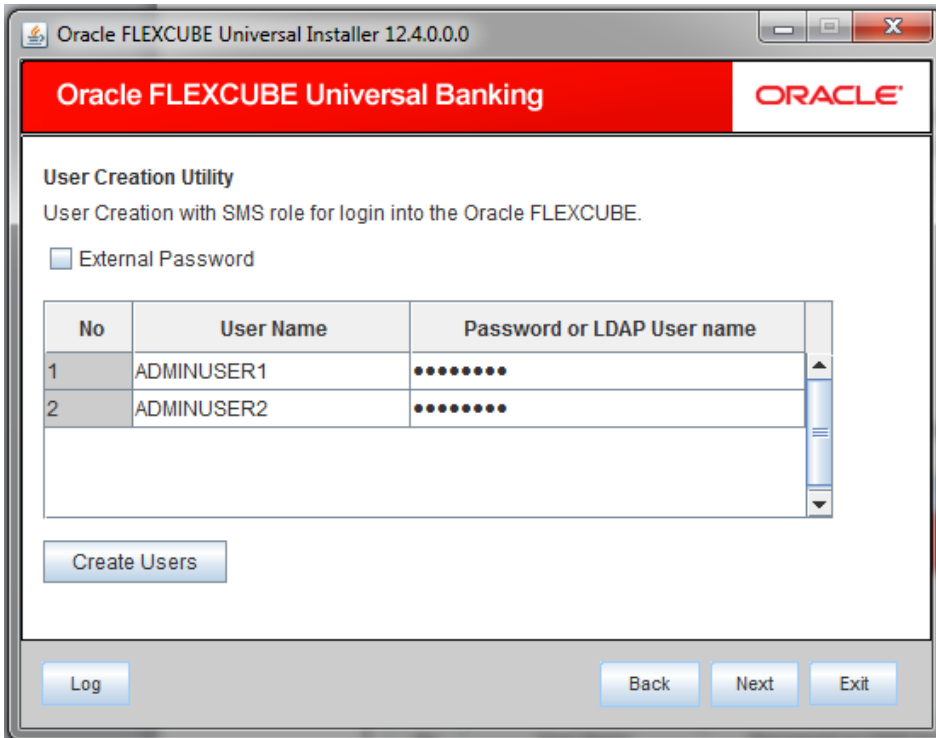 Oracle FLEXCUBE Universal Installer 12.4.0.0.0
Oracle FLEXCUBE Universal Banking
ORACLE
User Creation Utility
User Creation with SMS role for login into the Oracle FLEXCUBE.
External Password
No User Name Password or LDAP User name
1 ADMINUSER1 ••••••••
2 ADMINUSER2 ••••••••
Create Users
Log Back Next Exit